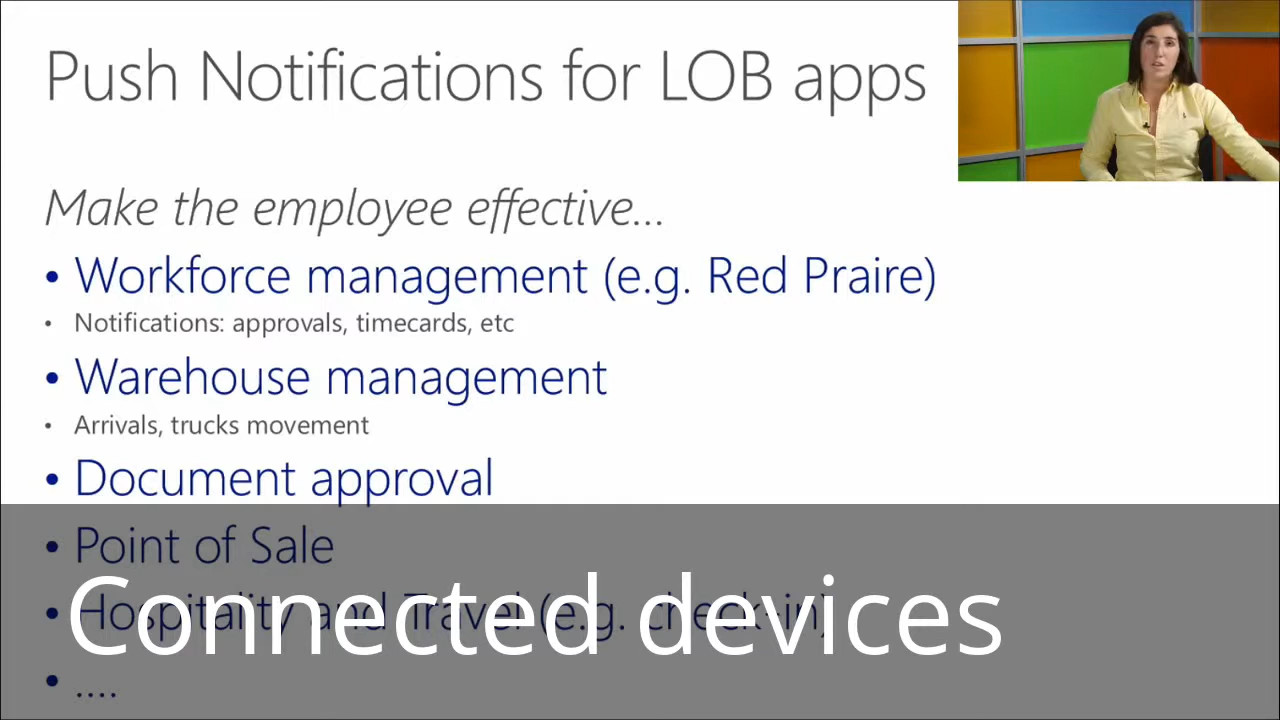 Push Notifications for LOB apps
Make the employee effective...
• Workforce management (e.g. Red Praire)
• Notifications: approvals, timecards, etc
• Warehouse management
• Arrivals, trucks movement
• Document approval
• Point of Sale
• Hospitality and Travel (e.g. check-in)
Connected devices
• ....